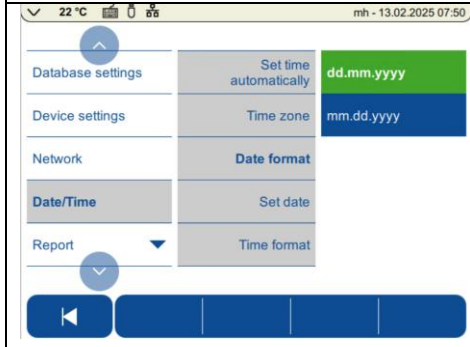 22 °C
mh - 13.02.2025 07:50
Database settings
Device settings
Network
Date/Time
Report
Set time
automatically
Time zone
Date format
Set date
Time format
dd.mm.yyyy
mm.dd.yyyy